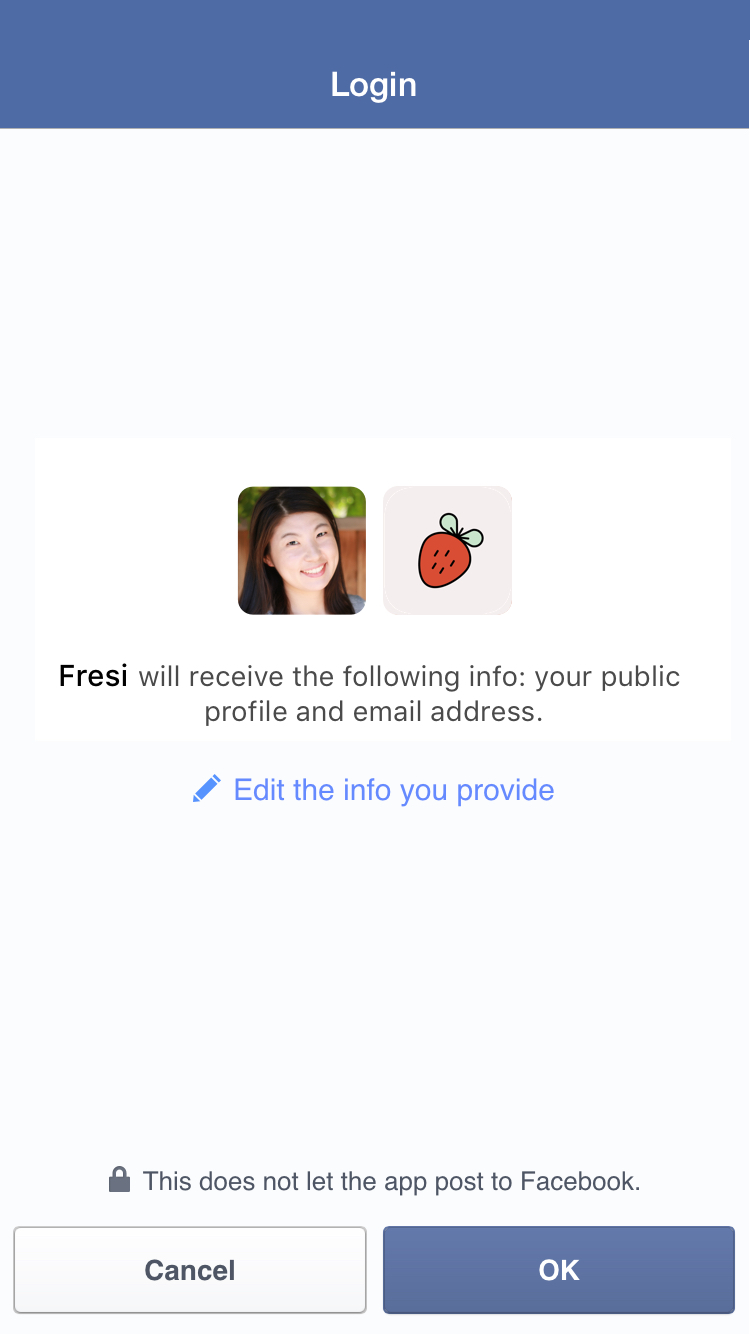 Login
Fresi will receive the following info: your public
profile and email address.
Edit the info you provide
This does not let the app post to Facebook.
Cancel
OK